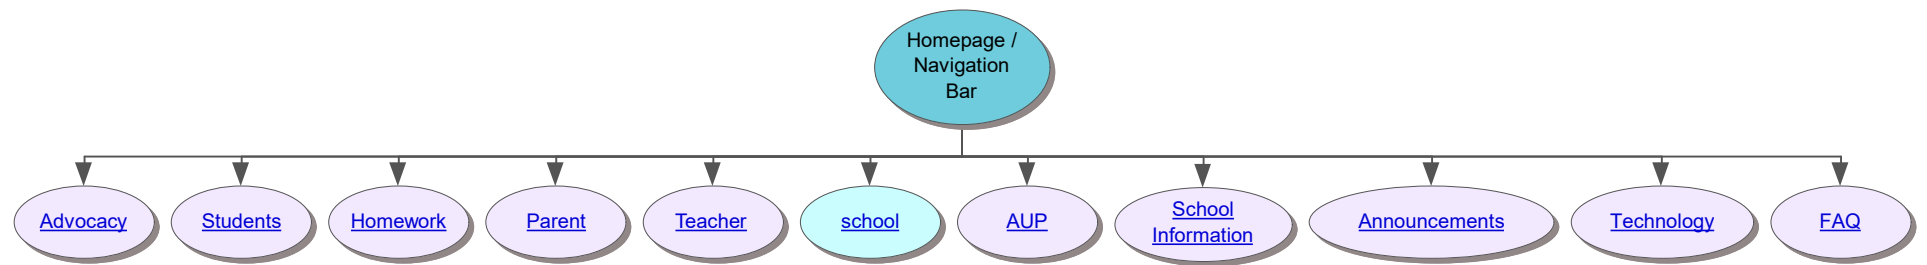 Homepage /
Navigation
Bar
Advocacy
Students
Homework
Parent
Teacher
school
AUP
School
Information
Announcements
Technology
FAQ